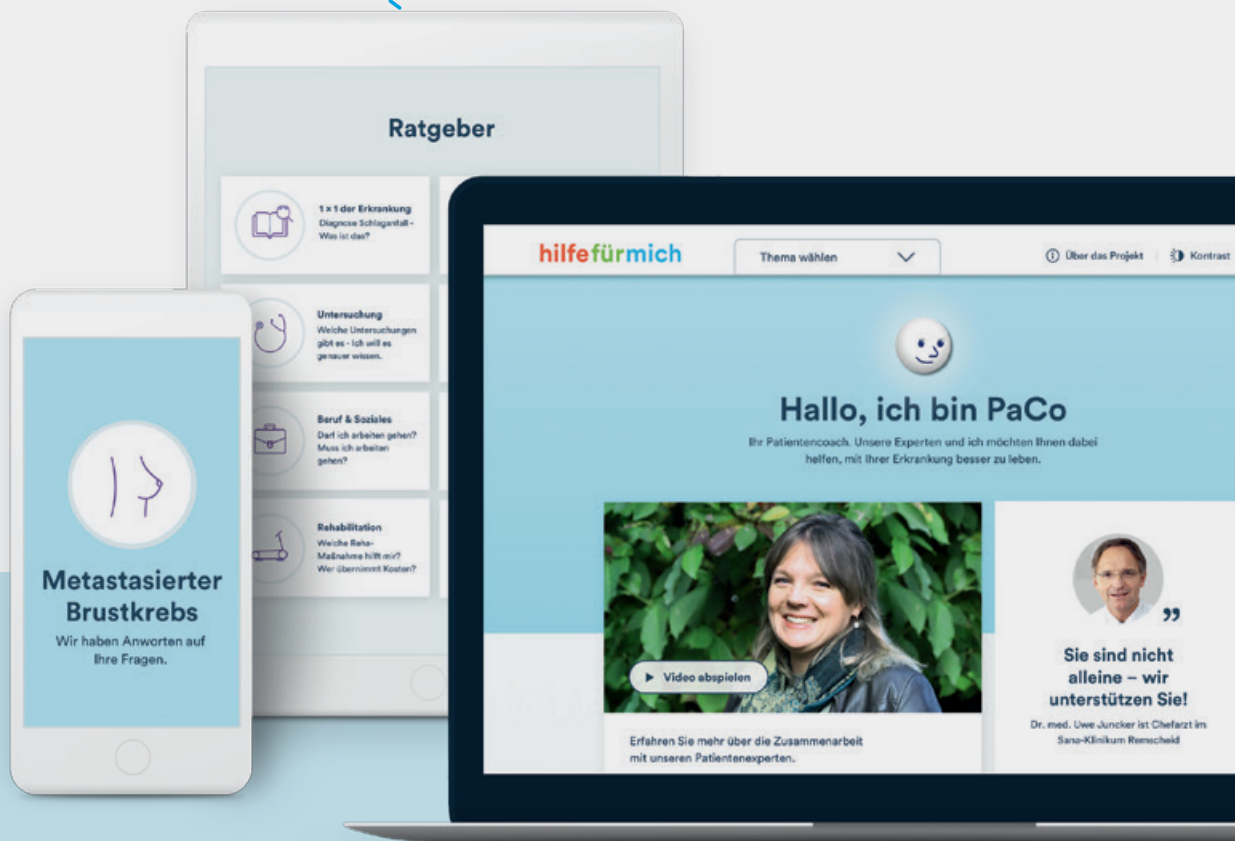 Ratgeber
1 x 1 der Erkrankung
Diagnose Schlaganfall -
Was ist das?
Untersuchung
Welche Untersuchungen
gibt es - Ich will es
genauer wissen.
Beruf & Soziales
Darf ich arbeiten gehen?
Muss ich arbeiten
gehen?
Rehabilitation
Welche Reha-
Maßnahme hilft mir?
Wer übernimmt Kosten?
Metastasierter
Brustkrebs
Wir haben Anworten auf
Ihre Fragen.
hilfefürmich
Thema wählen
Über das Projekt
Kontrast
Hallo, ich bin PaCo
Ihr Patientencoach. Unsere Experten und ich möchten Ihnen dabei
helfen, mit Ihrer Erkrankung besser zu leben.
Video abspielen
Erfahren Sie mehr über die Zusammenarbeit
mit unseren Patientenexperten.
”
Sie sind nicht
alleine – wir
unterstützen Sie!
Dr. med. Uwe Juncker ist Chefarzt im
Sana-Klinikum Remscheid